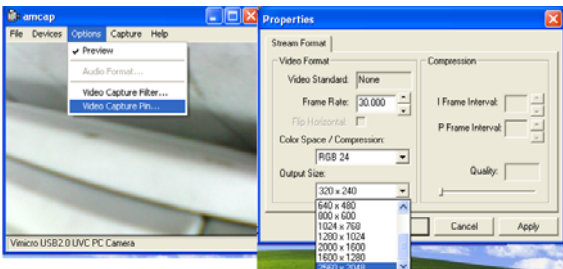 amcap
File Devices Options Capture Help
Preview
Audio Format...
Video Capture Filter...
Video Capture Pin...
Vimicro USB2.0 UVC PC Camera
Properties
Stream Format
Video Format
Video Standard: None
Frame Rate: 30.000
Flip Horizontal:
Color Space / Compression:
RGB 24
Output Size:
320 x 240
640 x 480
800 x 600
1024 x 768
1280 x 1024
2000 x 1600
1600 x 1280
2560 x 2048
Compression
I Frame Interval:
P Frame Interval:
Quality:
Cancel
Apply